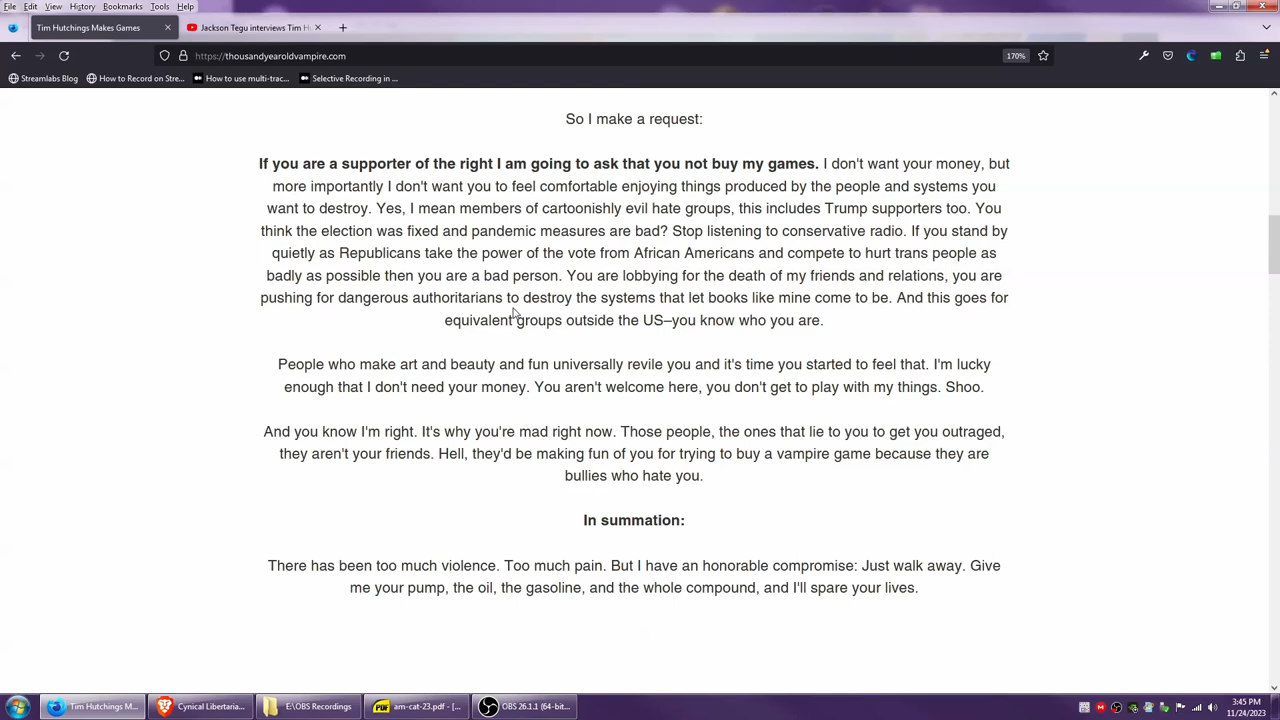 File Edit View History Bookmarks Tools Help
Tim Hutchings Makes Games
Jackson Tegu interviews Tim H
https://thousandyearoldvampire.com
170%
Streamlabs Blog
How to Record on Stre...
How to use multi-trac...
Selective Recording in ...
So I make a request:
If you are a supporter of the right I am going to ask that you not buy my games. I don't want your money, but
more importantly I don't want you to feel comfortable enjoying things produced by the people and systems you
want to destroy. Yes, I mean members of cartoonishly evil hate groups, this includes Trump supporters too. You
think the election was fixed and pandemic measures are bad? Stop listening to conservative radio. If you stand by
quietly as Republicans take the power of the vote from African Americans and compete to hurt trans people as
badly as possible then you are a bad person. You are lobbying for the death of my friends and relations, you are
pushing for dangerous authoritarians to destroy the systems that let books like mine come to be. And this goes for
equivalent groups outside the US–you know who you are.
People who make art and beauty and fun universally revile you and it's time you started to feel that. I'm lucky
enough that I don't need your money. You aren't welcome here, you don't get to play with my things. Shoo.
And you know I'm right. It's why you're mad right now. Those people, the ones that lie to you to get you outraged,
they aren't your friends. Hell, they'd be making fun of you for trying to buy a vampire game because they are
bullies who hate you.
In summation:
There has been too much violence. Too much pain. But I have an honorable compromise: Just walk away. Give
me your pump, the oil, the gasoline, and the whole compound, and I'll spare your lives.
Tim Hutchings M...
Cynical Libertaria...
E:\OBS Recordings
am-cat-23.pdf - [...
OBS 26.1.1 (64-bit...
3:45 PM
11/24/2023